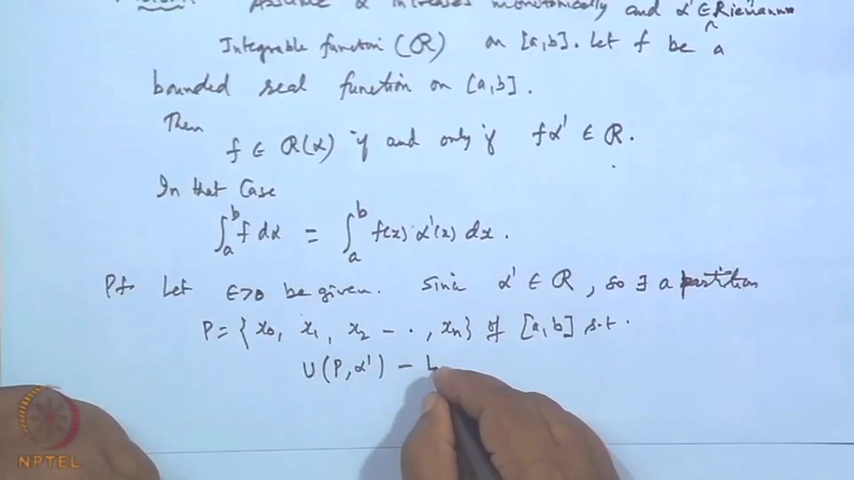 Assume α increases monotonically and α' ∈ Riemann
Integrable function (R) on [a,b]. Let f be a
bounded real function on [a,b].
Then
f ∈ R(α) if and only if fα' ∈ R.
In that Case
∫_a^b f dα = ∫_a^b f(x) α'(x) dx.
Pf. Let ε>0 be given. Since α' ∈ R, so ∃ a partition
P = { x₀, x₁, x₂ - - ·, xₙ} of [a,b] s.t.
U(P, α') - L
NPTEL